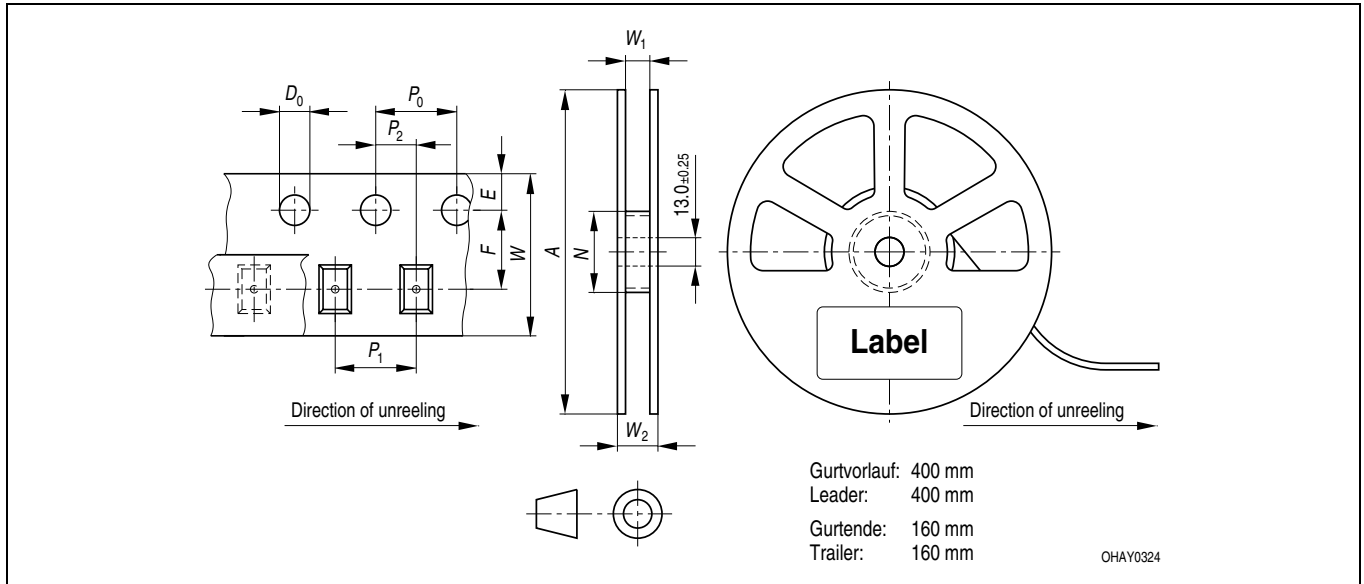 W1
D0
P0
P2
E
F
W
A
N
13.0±0.25
P1
W2
Label
Direction of unreeling
Direction of unreeling
Gurtvorlauf: 400 mm
Leader: 400 mm
Gurtende: 160 mm
Trailer: 160 mm
OHAY0324